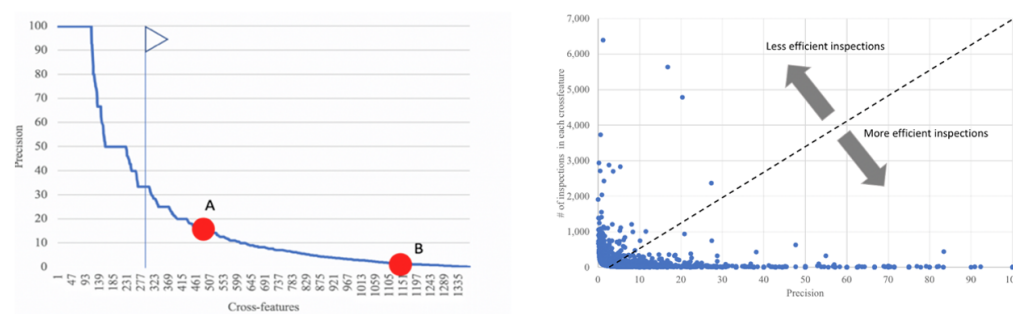 100
90
80
70
60
50
40
30
20
10
0
Precision
A
B
1 47 93 139 185 231 277 323 369 415 461 507 553 599 645 691 737 783 829 875 921 967 1013 1059 1105 1151 1197 1243 1289 1335
Cross-features
7,000
6,000
5,000
4,000
3,000
2,000
1,000
0
# of inspections in each crossfeature
Less efficient inspections
More efficient inspections
0 10 20 30 40 50 60 70 80 90
Precision